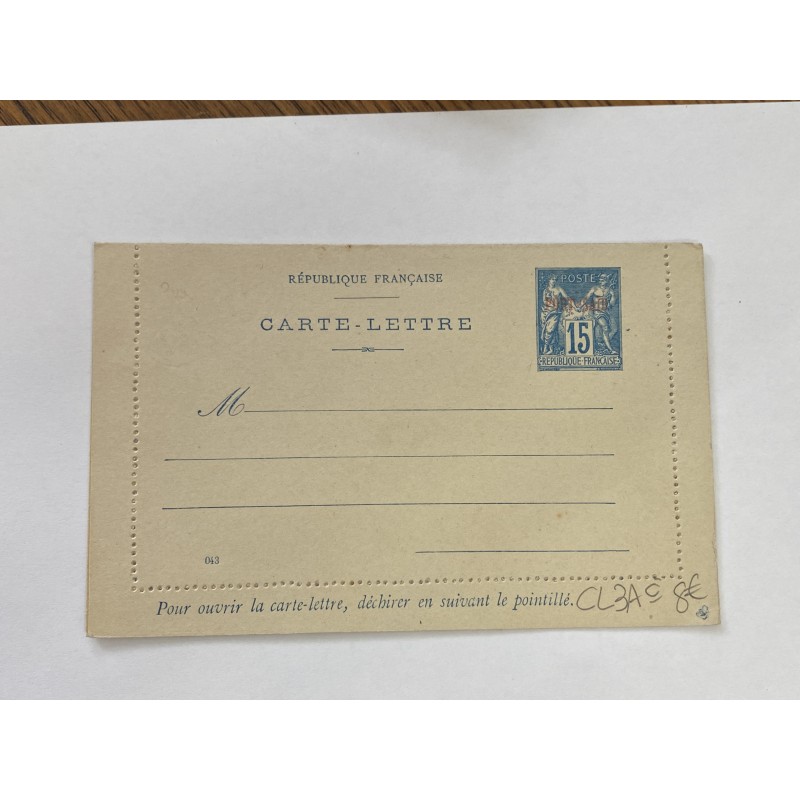 RÉPUBLIQUE FRANÇAISE
CARTE-LETTRE
POSTE
15
RÉPUBLIQUE FRANÇAISE
M
043
Pour ouvrir la carte-lettre, déchirer en suivant le pointillé.
CL3Ac 8€